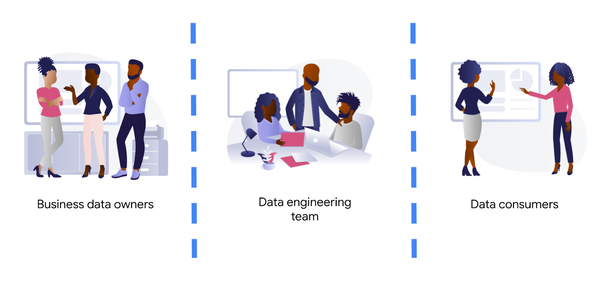 Business data owners
Data engineering
team
Data consumers